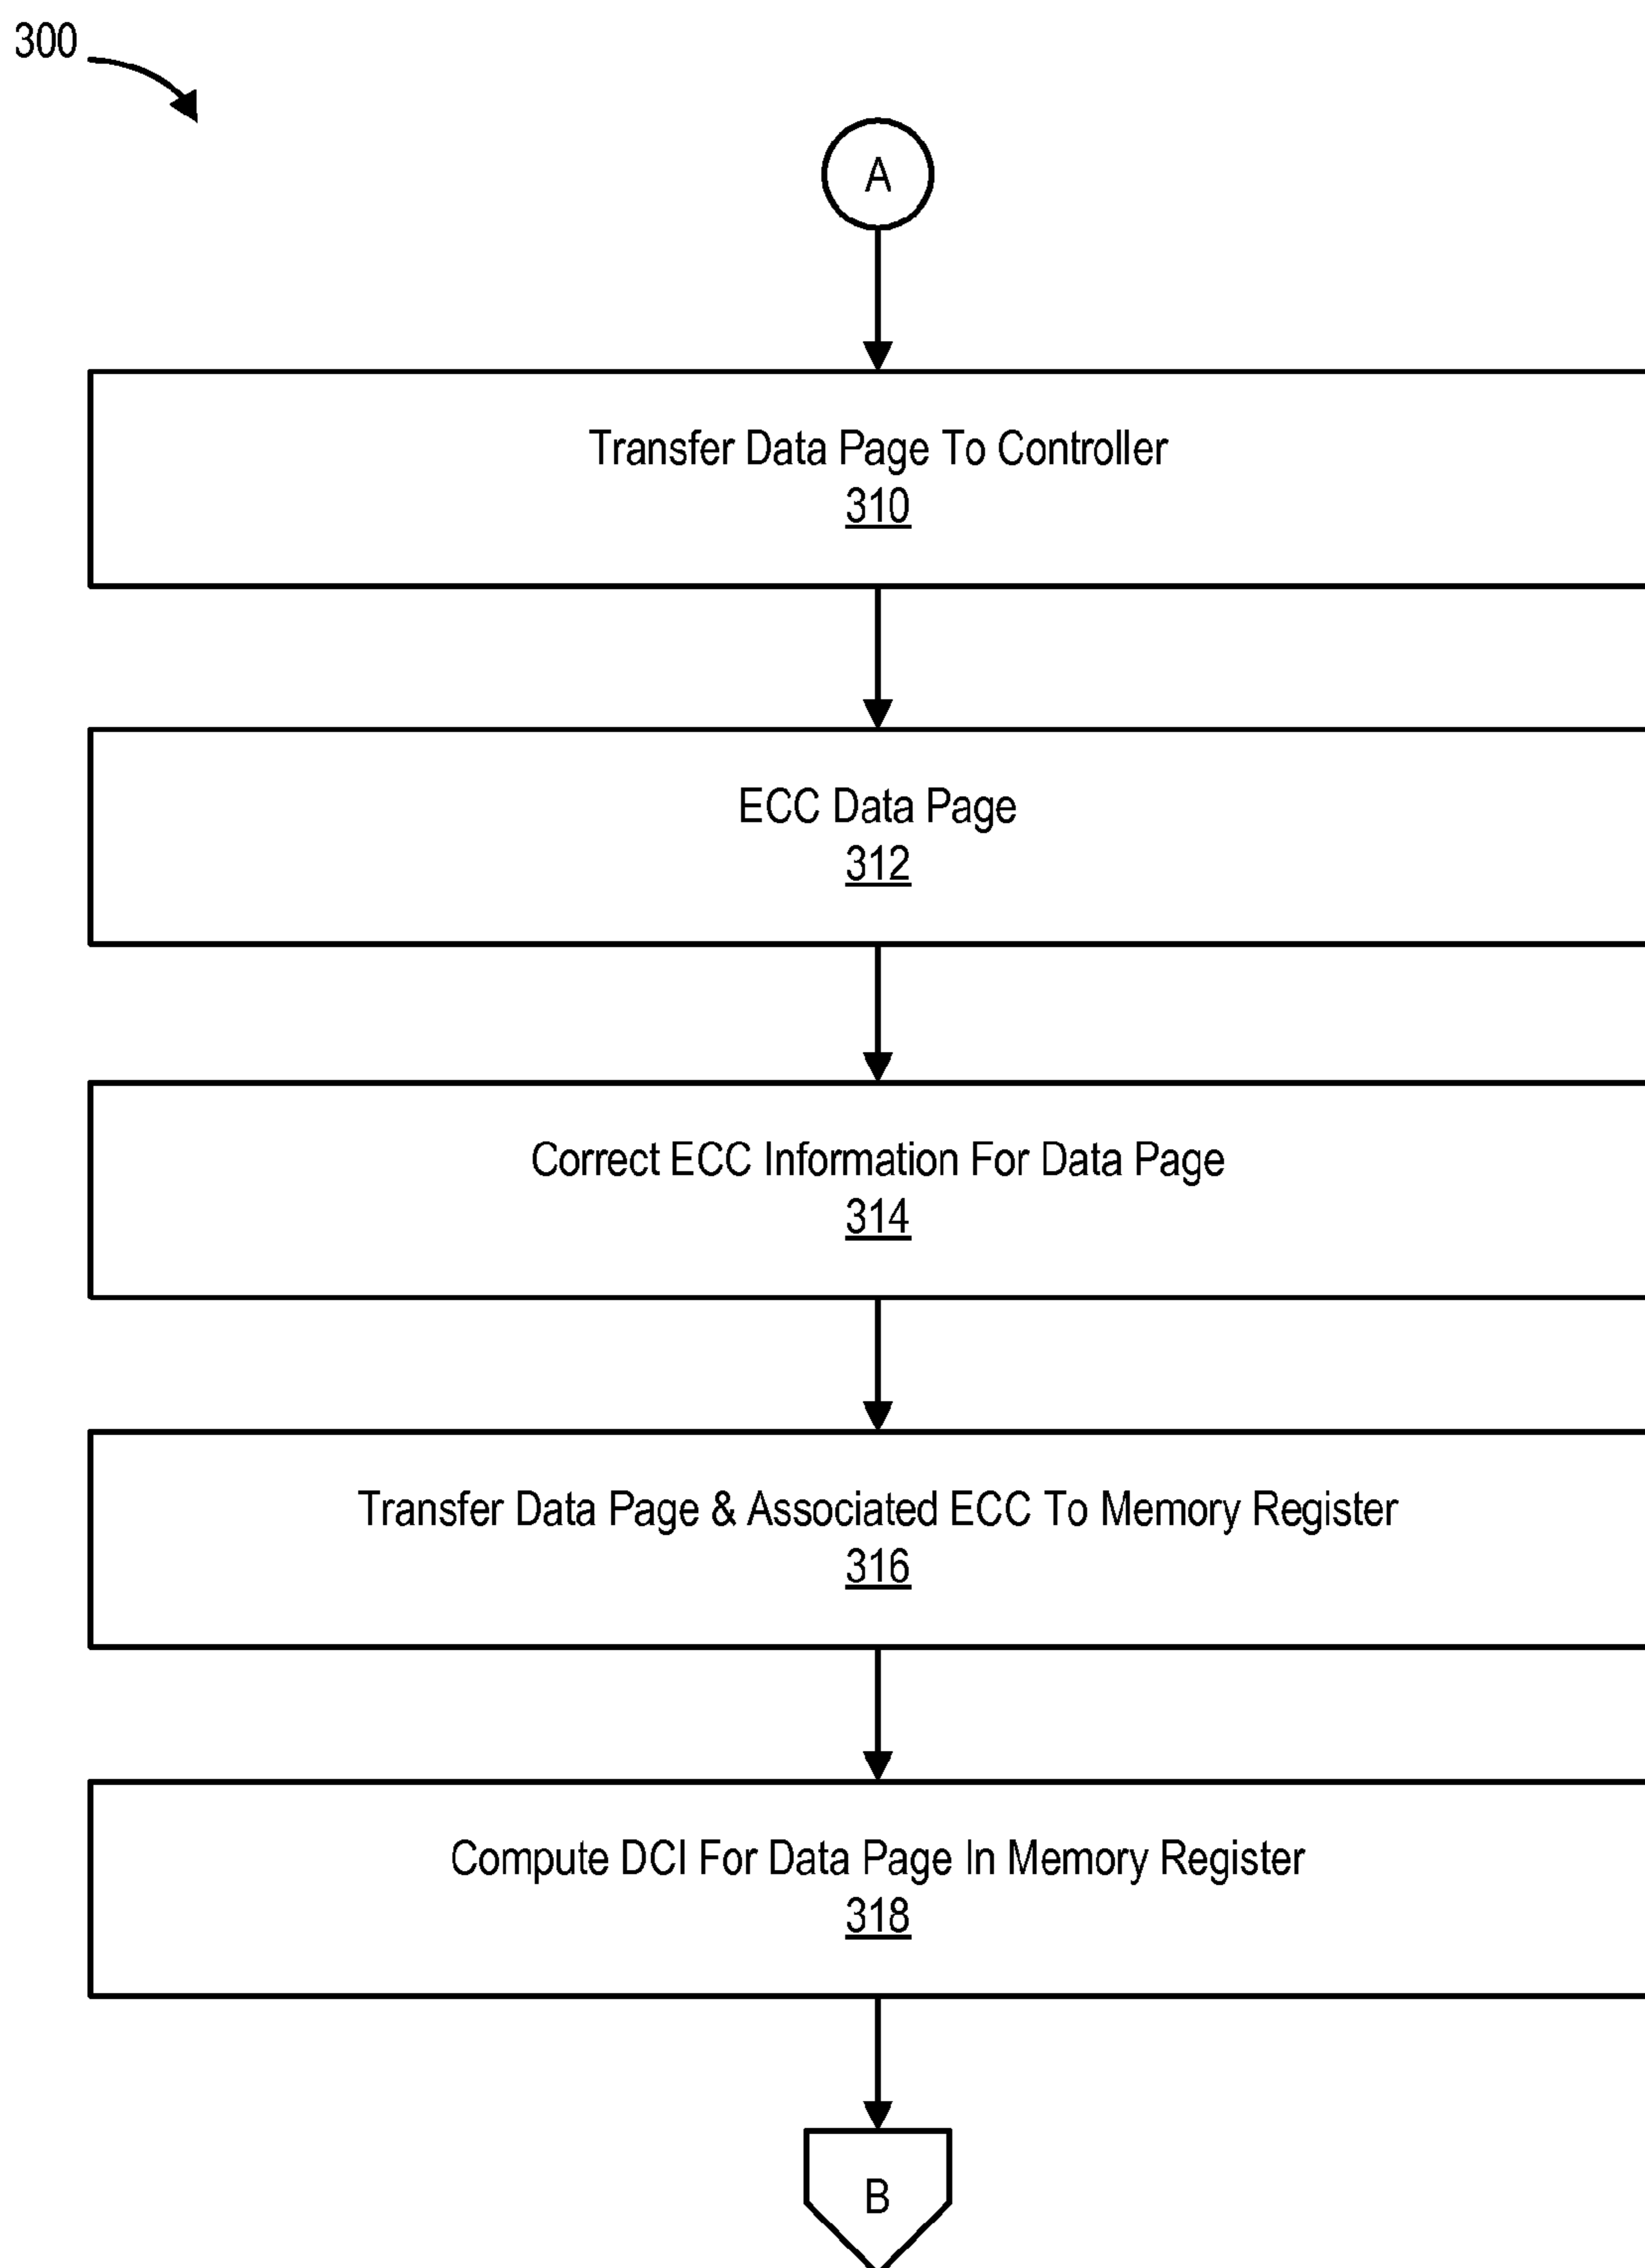 300
A
Transfer Data Page To Controller
310
ECC Data Page
312
Correct ECC Information For Data Page
314
Transfer Data Page & Associated ECC To Memory Register
316
Compute DCI For Data Page In Memory Register
318
B